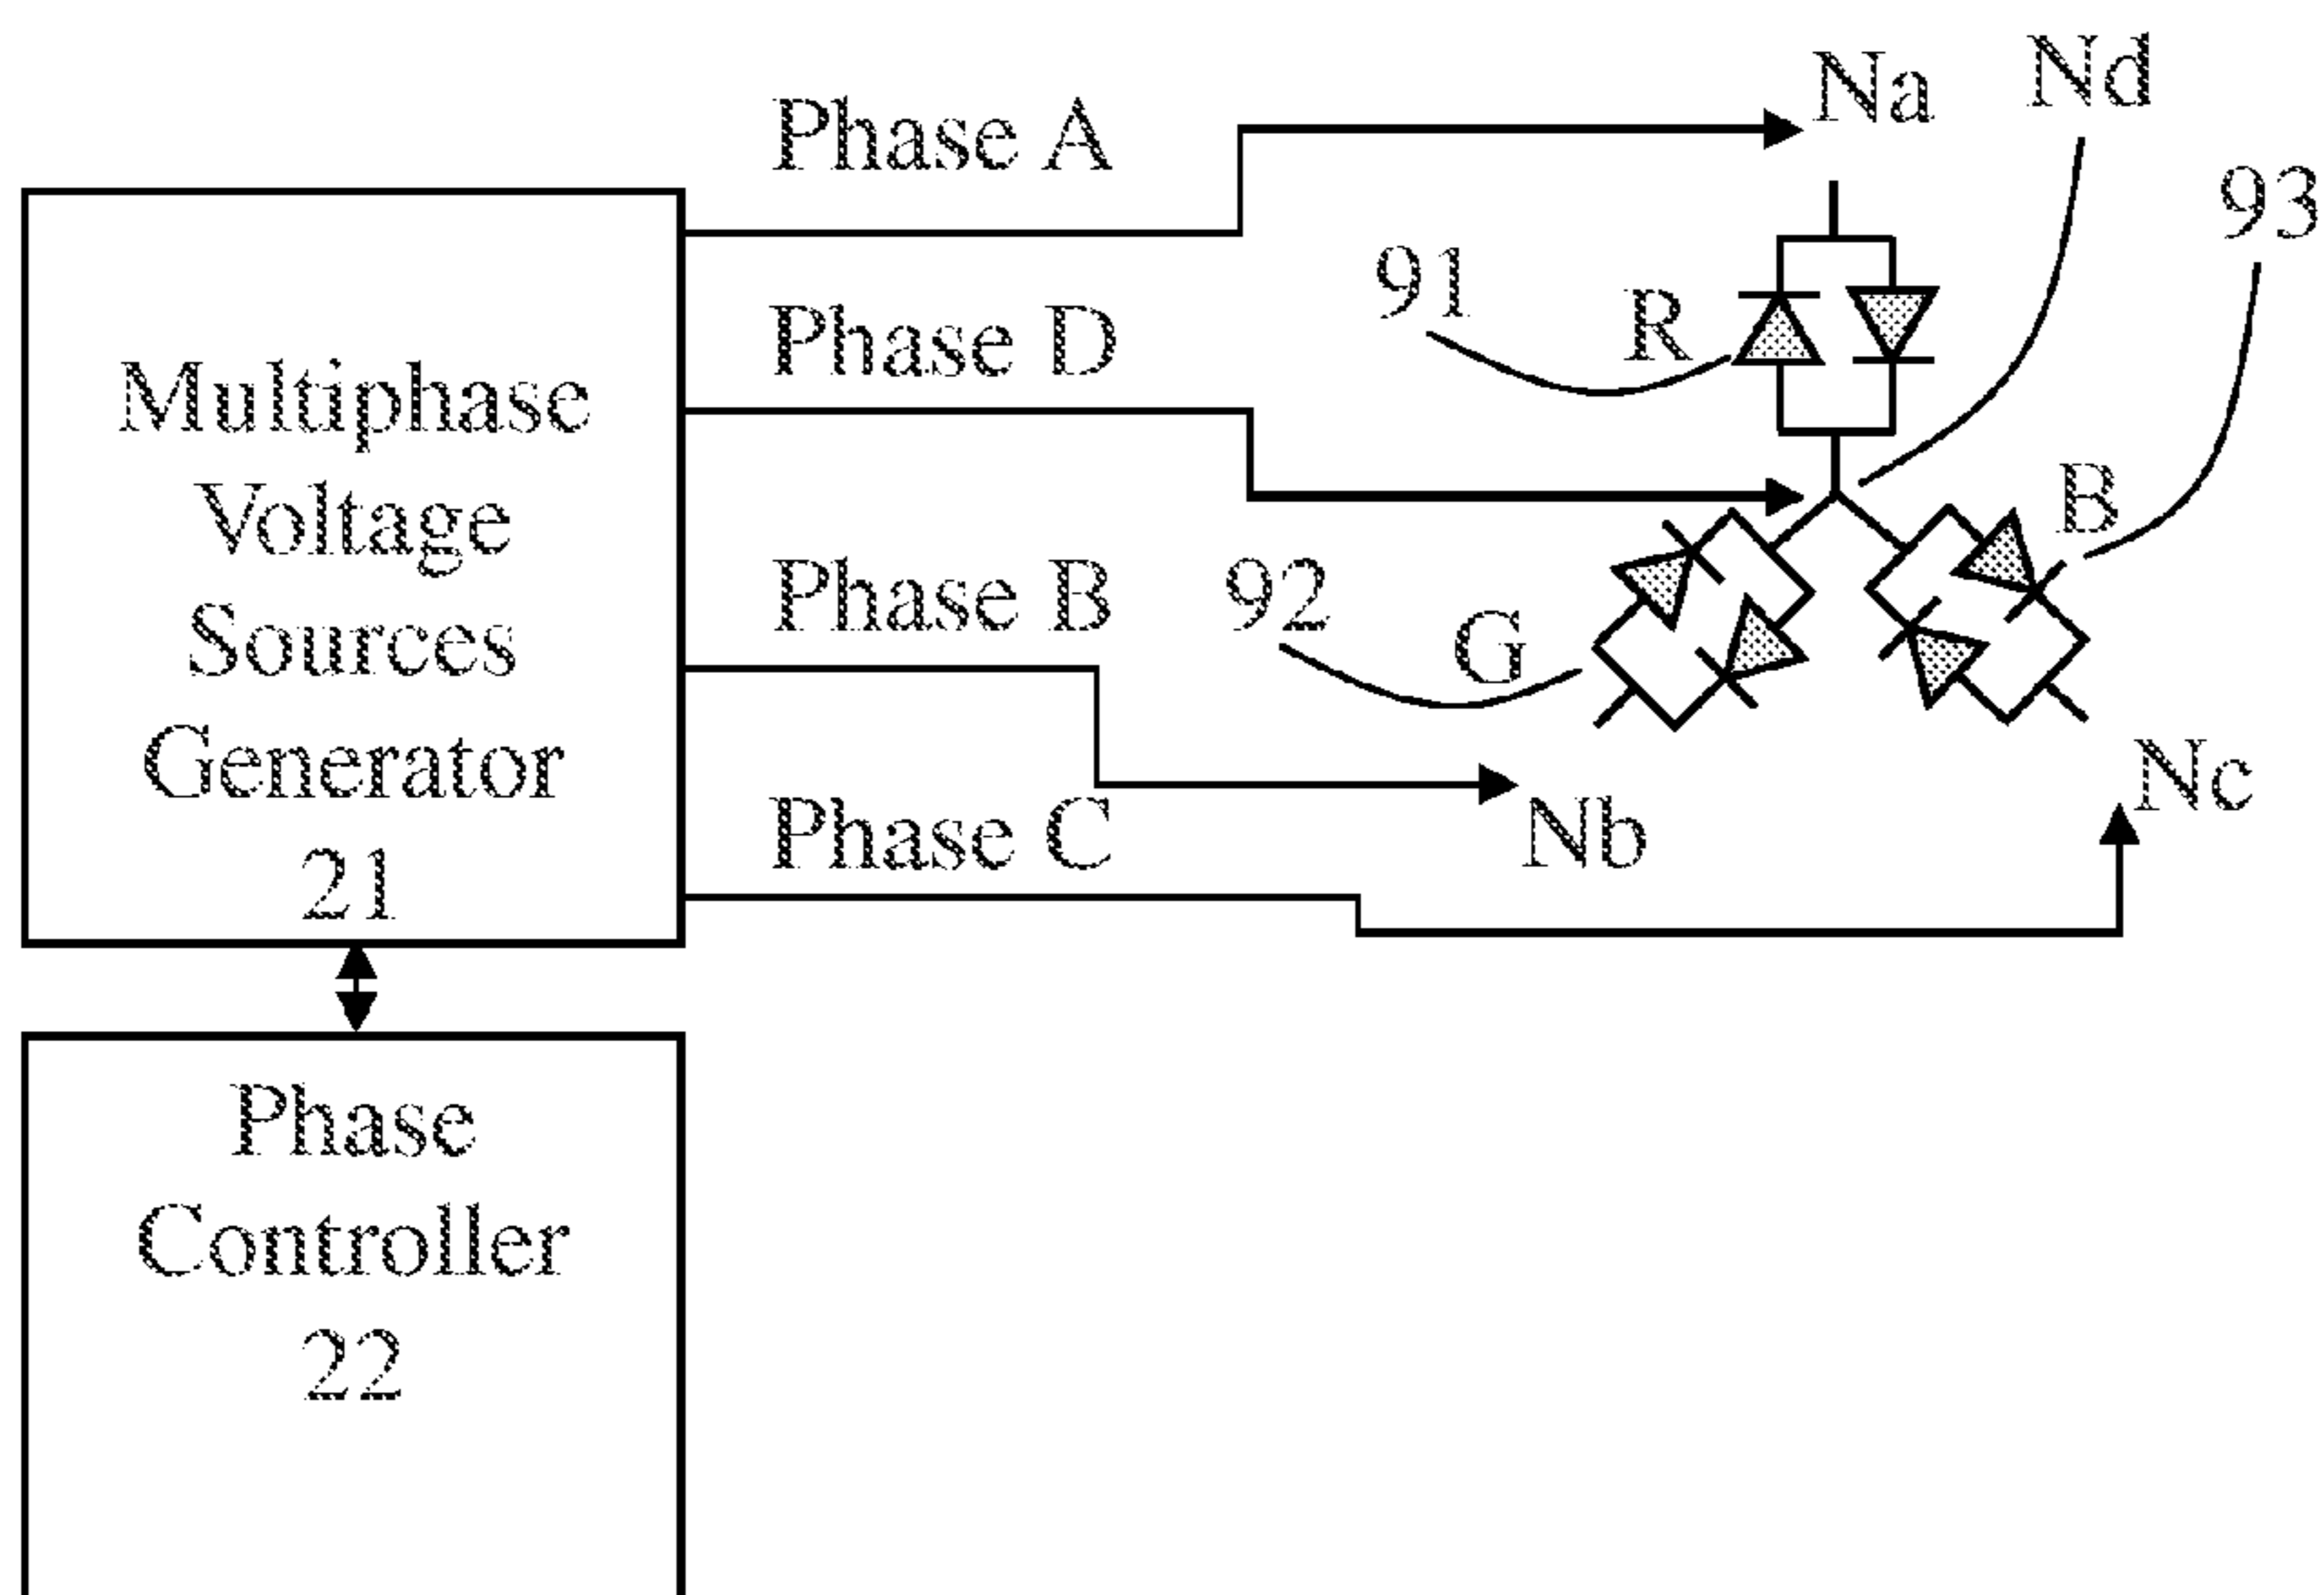 Na
Nd
Phase A
93
91
R
Phase D
Multiphase
Voltage
Sources
Generator
21
B
92
G
Phase B
Nc
Phase C
Nb
Phase
Controller
22